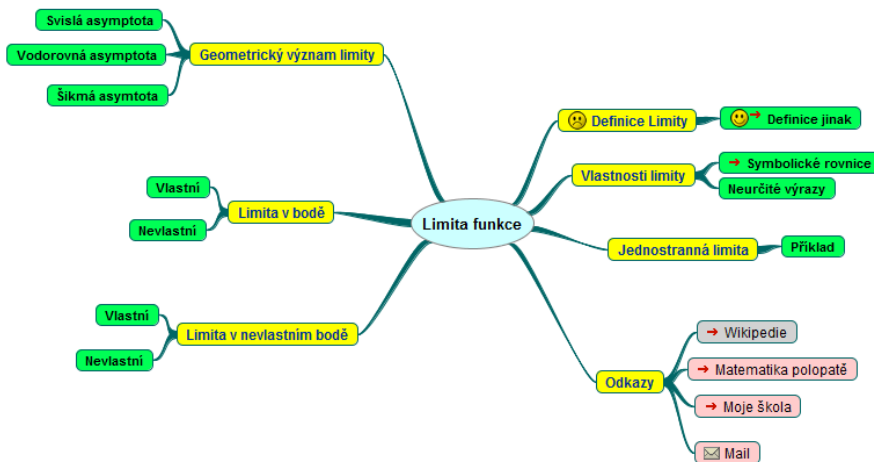 Svislá asymptota
Vodorovná asymptota
Šikmá asymtota
Geometrický význam limity
Vlastní
Nevlastní
Limita v bodě
Vlastní
Nevlastní
Limita v nevlastním bodě
Limita funkce
Definice Limity
Definice jinak
Vlastnosti limity
Symbolické rovnice
Neurčité výrazy
Jednostranná limita
Příklad
Odkazy
Wikipedie
Matematika polopatě
Moje škola
Mail